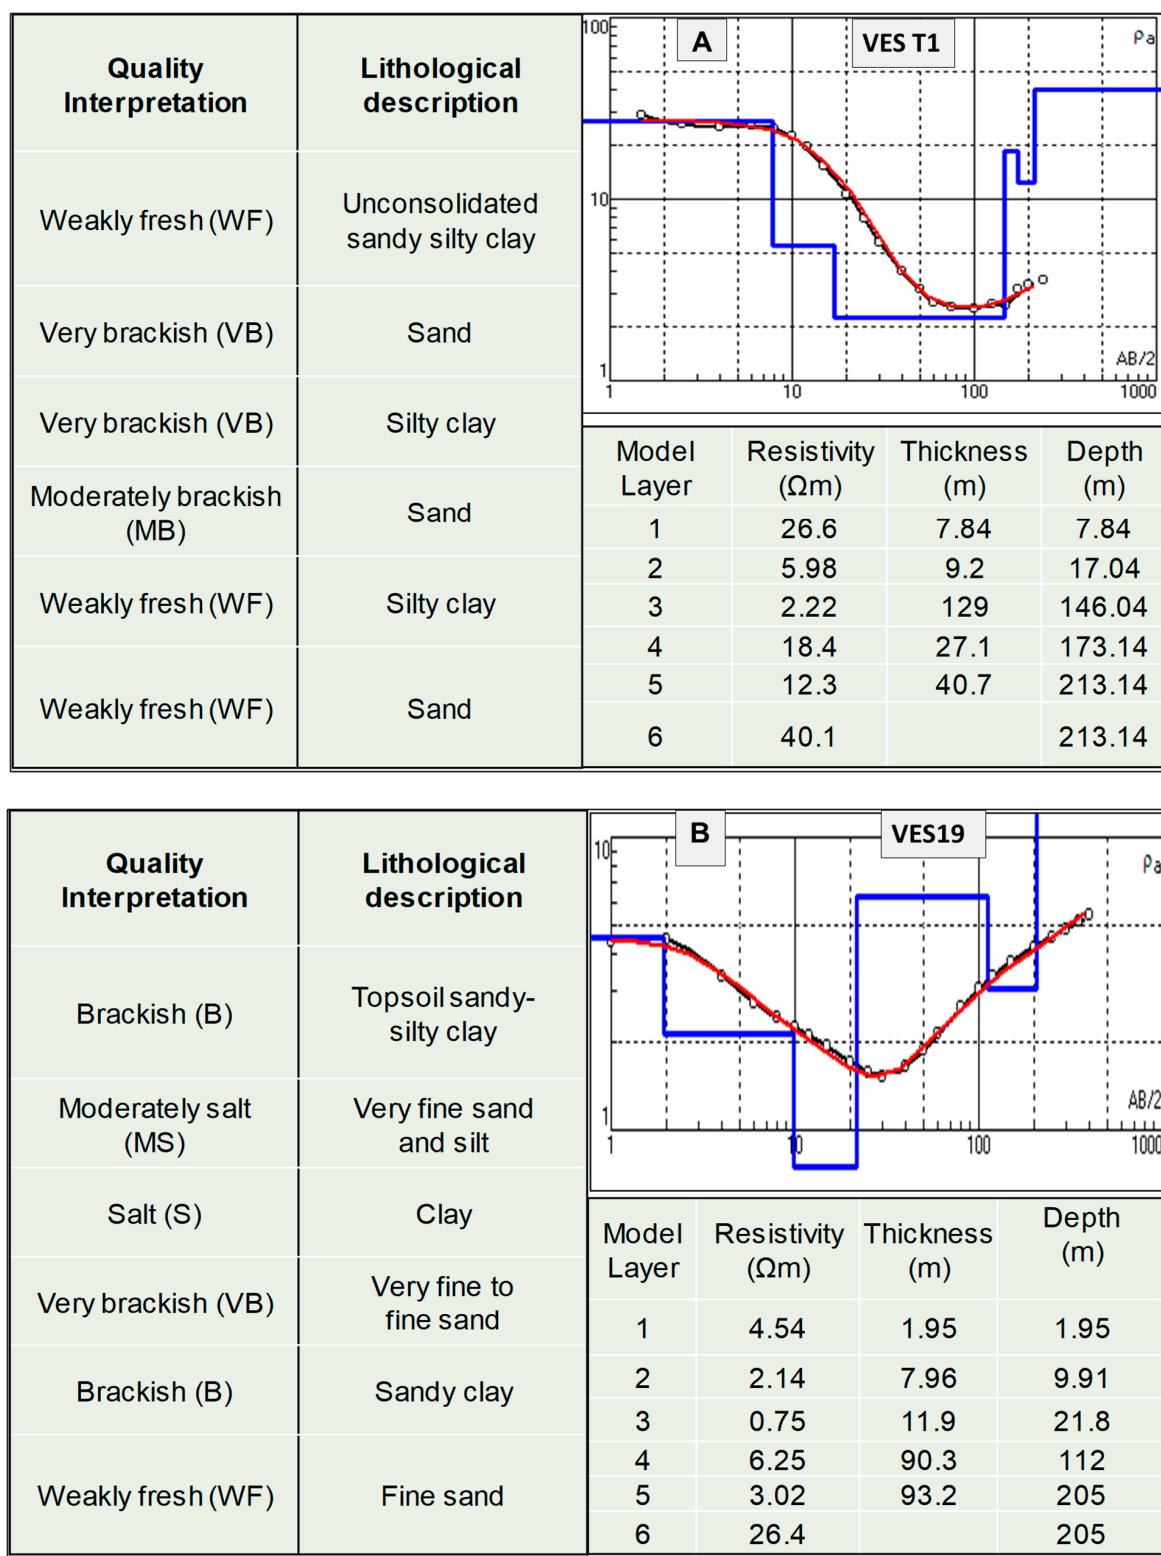 Quality
Interpretation
Lithological
description
Weakly fresh (WF)
Unconsolidated
sandy silty clay
Very brackish (VB)
Sand
Very brackish (VB)
Silty clay
Moderately brackish
(MB)
Sand
Weakly fresh (WF)
Silty clay
Weakly fresh (WF)
Sand
A
VES T1
100
ρa
10
1
AB/2
1 10 100 1000
Model
Layer
Resistivity
(Ωm)
Thickness
(m)
Depth
(m)
1 26.6 7.84 7.84
2 5.98 9.2 17.04
3 2.22 129 146.04
4 18.4 27.1 173.14
5 12.3 40.7 213.14
6 40.1 213.14
Quality
Interpretation
Lithological
description
Brackish (B)
Topsoil sandy-
silty clay
Moderately salt
(MS)
Very fine sand
and silt
Salt (S)
Clay
Very brackish (VB)
Very fine to
fine sand
Brackish (B)
Sandy clay
Weakly fresh (WF)
Fine sand
B
VES19
10
ρa
1
AB/2
1 10 100 1000
Model
Layer
Resistivity
(Ωm)
Thickness
(m)
Depth
(m)
1 4.54 1.95 1.95
2 2.14 7.96 9.91
3 0.75 11.9 21.8
4 6.25 90.3 112
5 3.02 93.2 205
6 26.4 205